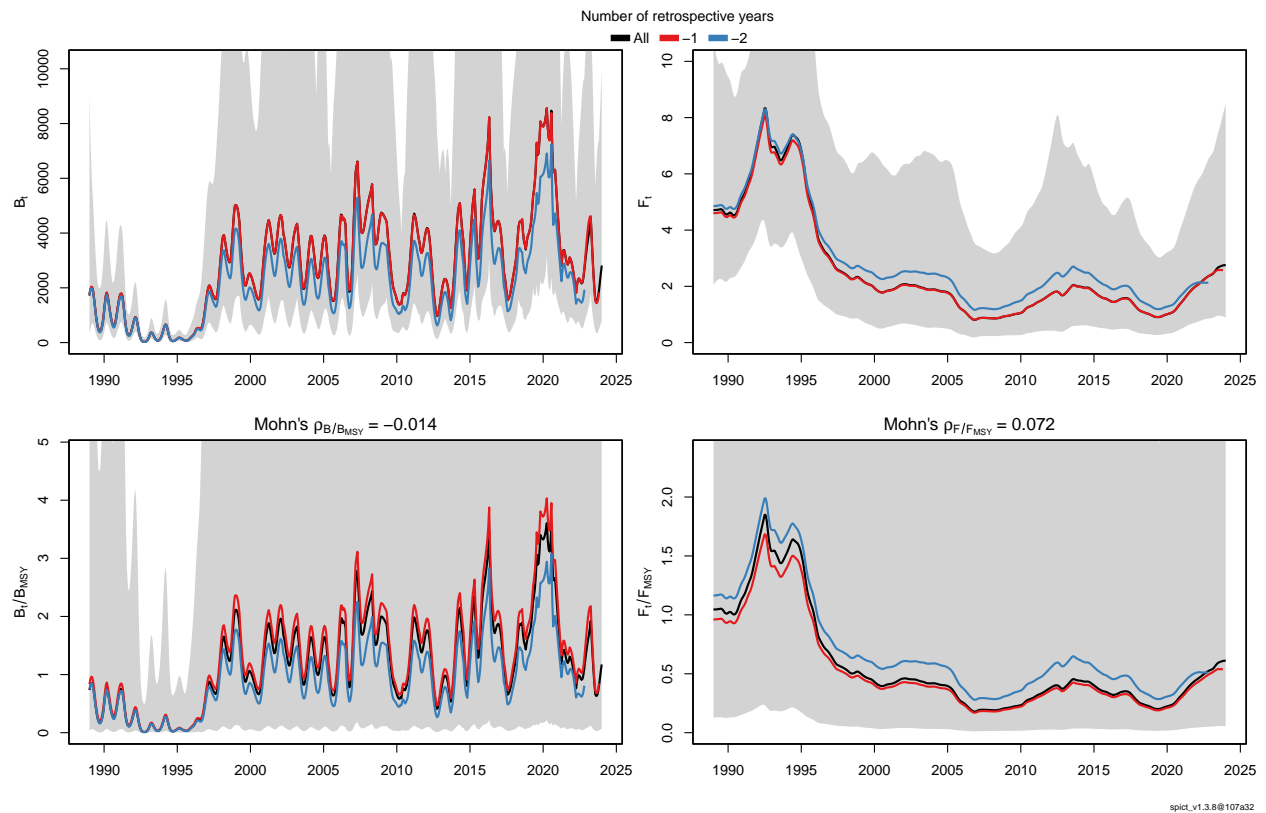 Number of retrospective years
All −1 −2
B_t
0 2000 4000 6000 8000 10000
1990 1995 2000 2005 2010 2015 2020 2025
F_t
0 2 4 6 8 10
1990 1995 2000 2005 2010 2015 2020 2025
Mohn's ρ_B/B_MSY = −0.014
B_t/B_MSY
0 1 2 3 4 5
1990 1995 2000 2005 2010 2015 2020 2025
Mohn's ρ_F/F_MSY = 0.072
F_t/F_MSY
0.0 0.5 1.0 1.5 2.0
1990 1995 2000 2005 2010 2015 2020 2025
spict_v1.3.8@107a32